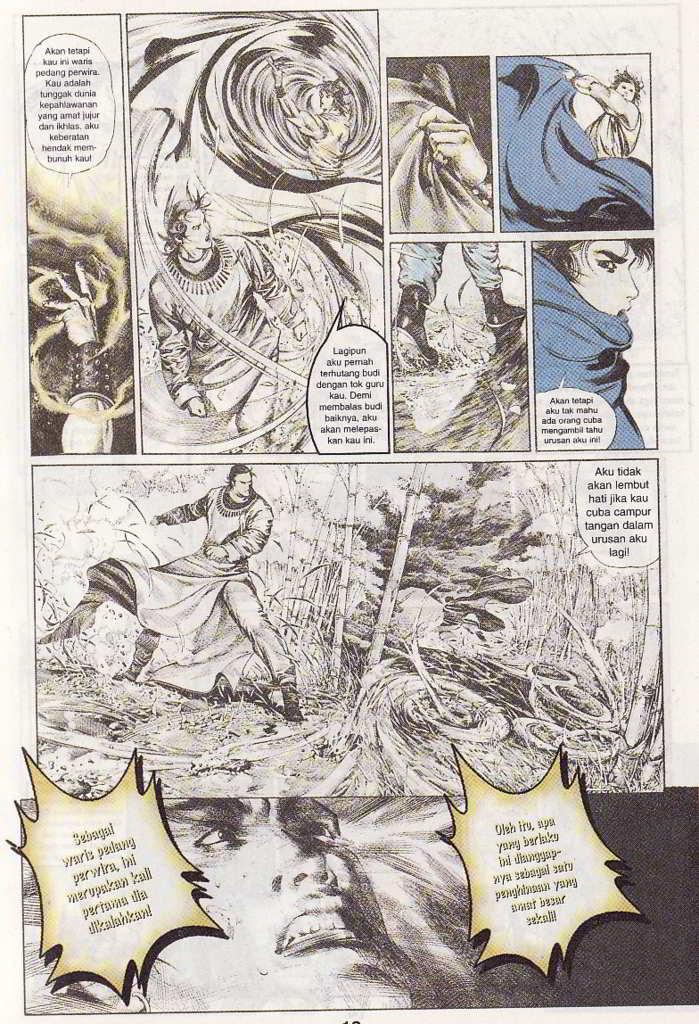 Akan tetapi
kau ini waris
pedang perwira.
Kau adalah
tunggak dunia
kepahlawanan
yang amat jujur
dan ikhlas, aku
keberatan
hendak mem-
bunuh kau!
Lagipun
aku pernah
terhutang budi
dengan tok guru
kau. Demi
membalas budi
baiknya, aku
akan melepas-
kan kau ini.
Akan tetapi
aku tak mahu
ada orang cuba
mengambil tahu
urusan aku ini!
Aku tidak
akan lembut
hati jika kau
cuba campur
tangan dalam
urusan aku
lagi!
Sebagai
waris pedang
perwira, ini
merupakan kali
pertama dia
dikalahkan!
Oleh itu, apa
yang berlaku
ini dianggap-
nya sebagai satu
penghinaan yang
amat besar
sekali!